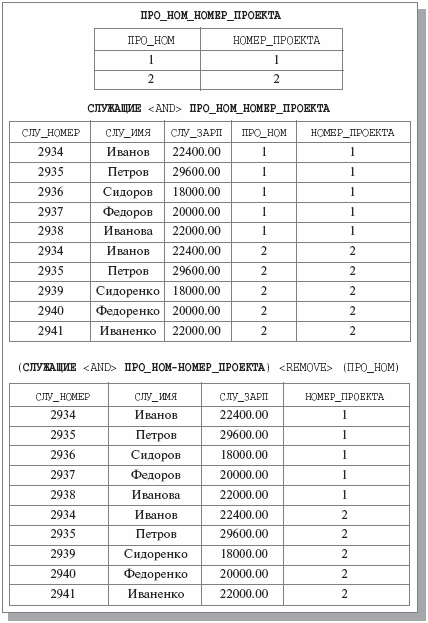 ПРО_НОМ_НОМЕР_ПРОЕКТА
ПРО_НОМ НОМЕР_ПРОЕКТА
1 1
2 2
СЛУЖАЩИЕ <AND> ПРО_НОМ_НОМЕР_ПРОЕКТА
СЛУ_НОМЕР СЛУ_ИМЯ СЛУ_ЗАРП ПРО_НОМ НОМЕР_ПРОЕКТА
2934 Иванов 22400.00 1 1
2935 Петров 29600.00 1 1
2936 Сидоров 18000.00 1 1
2937 Федоров 20000.00 1 1
2938 Иванова 22000.00 1 1
2934 Иванов 22400.00 2 2
2935 Петров 29600.00 2 2
2939 Сидоренко 18000.00 2 2
2940 Федоренко 20000.00 2 2
2941 Иваненко 22000.00 2 2
(СЛУЖАЩИЕ <AND> ПРО_НОМ-НОМЕР_ПРОЕКТА) <REMOVE> (ПРО_НОМ)
СЛУ_НОМЕР СЛУ_ИМЯ СЛУ_ЗАРП НОМЕР_ПРОЕКТА
2934 Иванов 22400.00 1
2935 Петров 29600.00 1
2936 Сидоров 18000.00 1
2937 Федоров 20000.00 1
2938 Иванова 22000.00 1
2934 Иванов 22400.00 2
2935 Петров 29600.00 2
2939 Сидоренко 18000.00 2
2940 Федоренко 20000.00 2
2941 Иваненко 22000.00 2